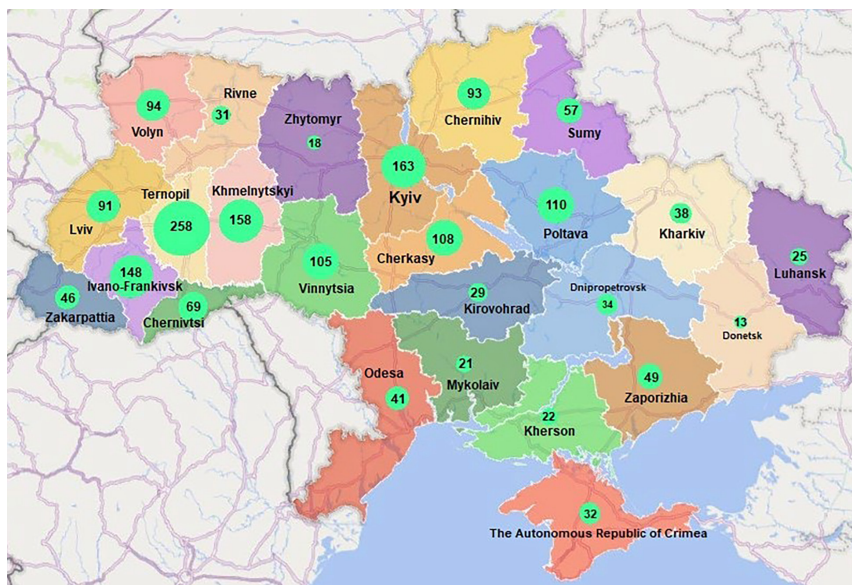 94
Volyn
Rivne
31
Zhytomyr
18
93
Chernihiv
57
Sumy
163
Kyiv
91
Lviv
Ternopil
258
Khmelnytskyi
158
110
Poltava
38
Kharkiv
25
Luhansk
148
Ivano-Frankivsk
105
Vinnytsia
108
Cherkasy
46
Zakarpattia
69
Chernivtsi
29
Kirovohrad
Dnipropetrovsk
34
13
Donetsk
Odesa
41
21
Mykolaiv
49
Zaporizhia
22
Kherson
32
The Autonomous Republic of Crimea